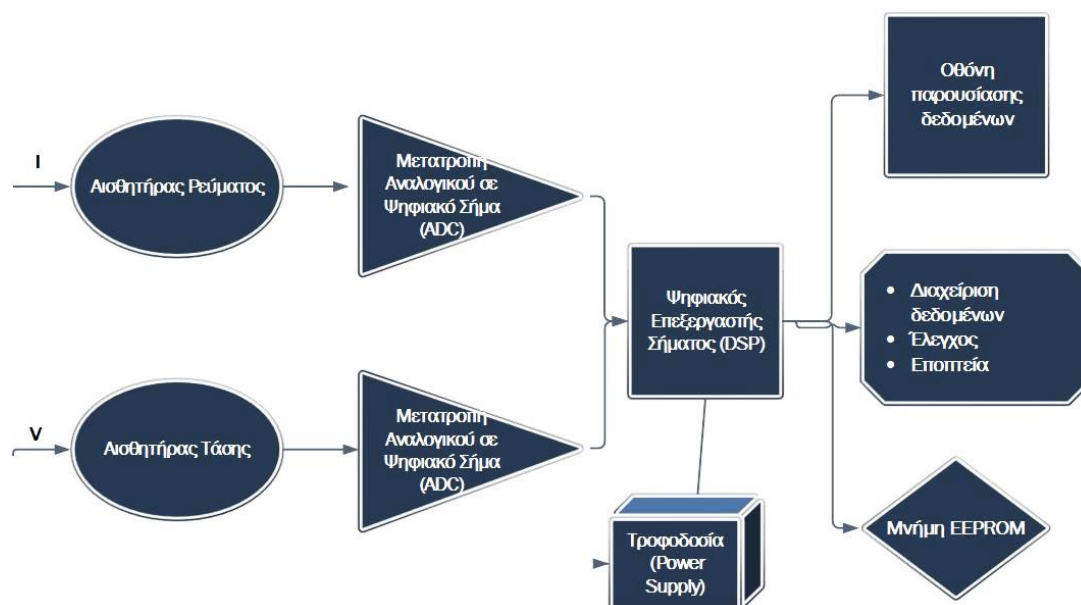 I
Αισθητήρας Ρεύματος
Μετατροπή
Αναλογικού σε
Ψηφιακό Σήμα
(ADC)
V
Αισθητήρας Τάσης
Μετατροπή
Αναλογικού σε
Ψηφιακό Σήμα
(ADC)
Ψηφιακός
Επεξεργαστής
Σήματος (DSP)
Τροφοδοσία
(Power
Supply)
Οθόνη
παρουσίασης
δεδομένων
• Διαχείριση
δεδομένων
• Έλεγχος
• Εποπτεία
Μνήμη EEPROM